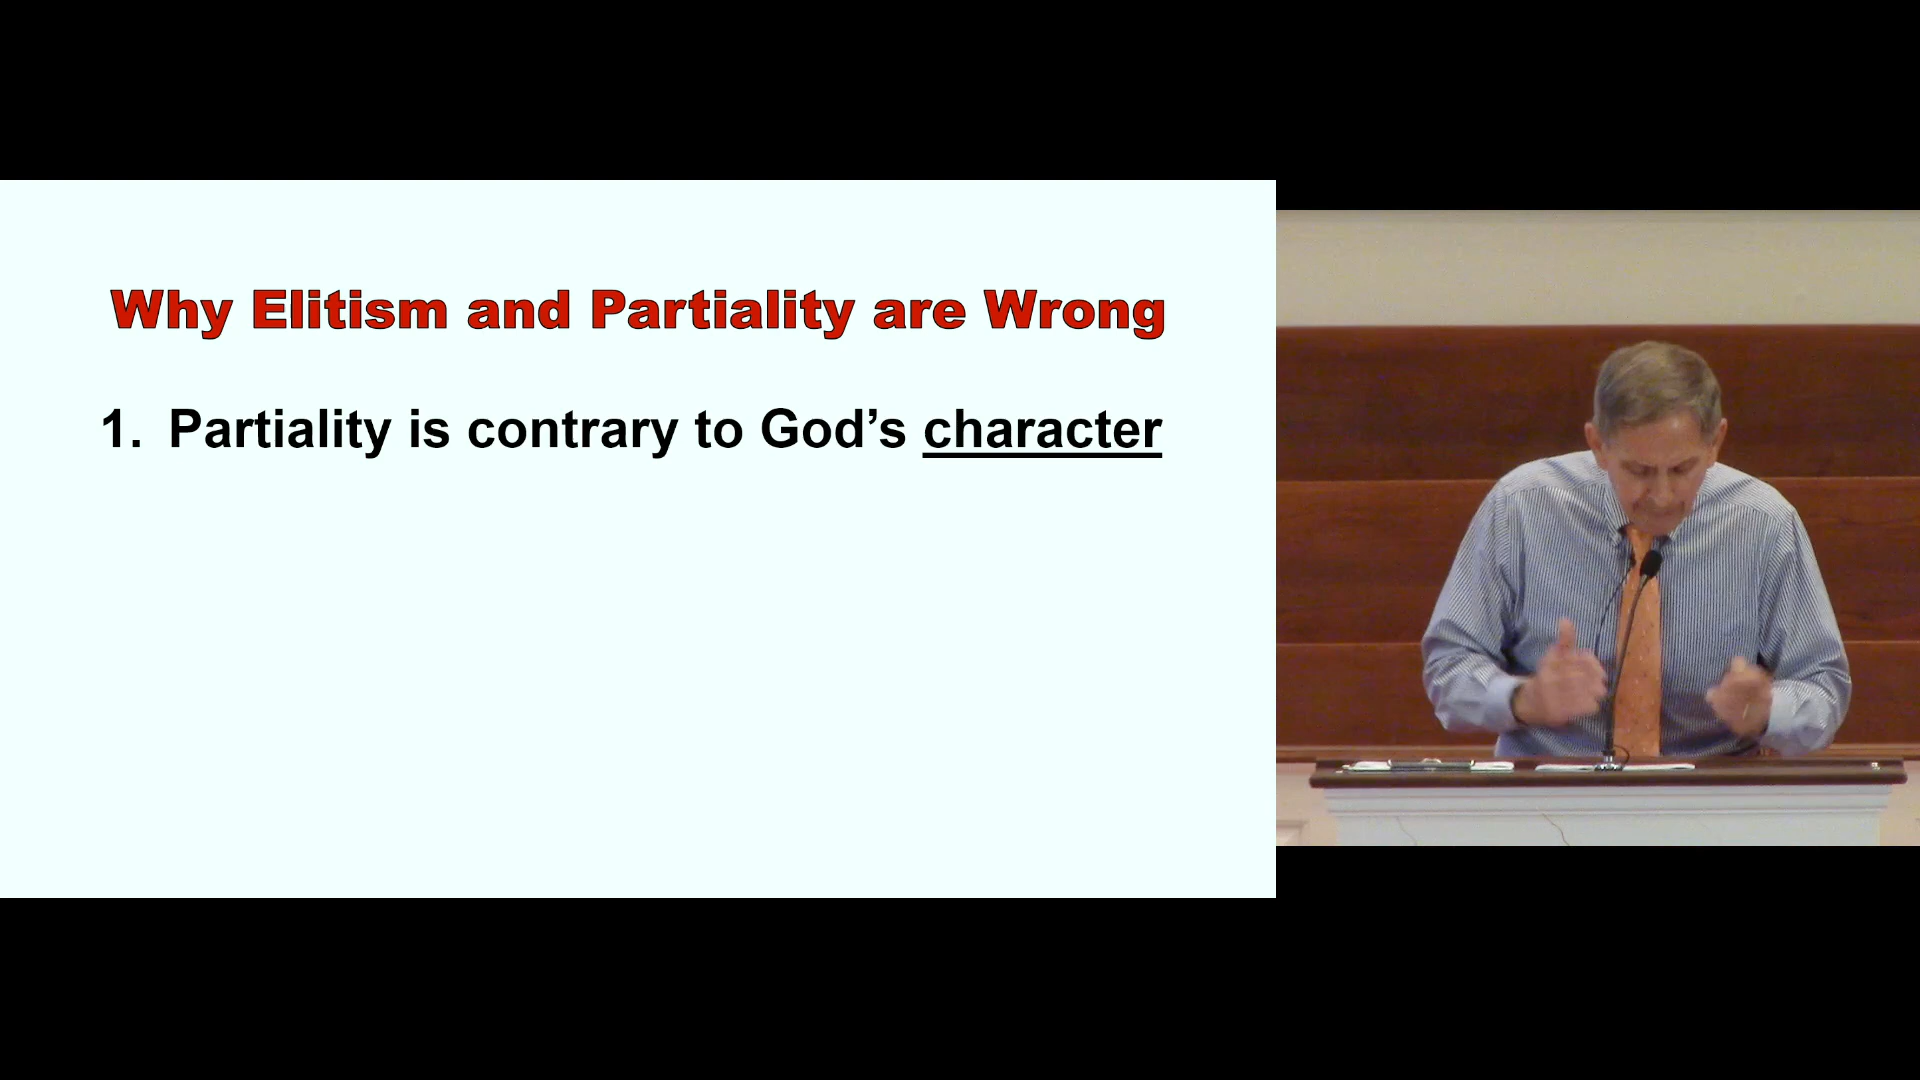 Why Elitism and Partiality are Wrong
1. Partiality is contrary to God’s character